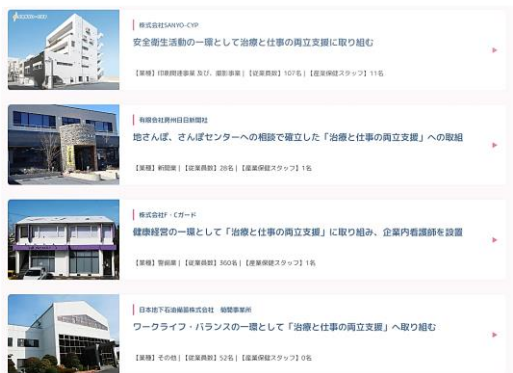 株式会社SANYO-CYP
安全衛生活動の一環として治療と仕事の両立支援に取り組む
【業種】印刷関連事業 及び、撮影事業 | 【従業員数】107名 | 【産業保健スタッフ】11名
有限会社房州日日新聞社
地さんぽ、さんぽセンターへの相談で確立した「治療と仕事の両立支援」への取組
【業種】新聞業 | 【従業員数】28名 | 【産業保健スタッフ】1名
株式会社F・Cガード
健康経営の一環として「治療と仕事の両立支援」に取り組み、企業内看護師を設置
【業種】警備業 | 【従業員数】360名 | 【産業保健スタッフ】1名
日本地下石油備蓄株式会社 菊間事業所
ワークライフ・バランスの一環として「治療と仕事の両立支援」へ取り組む
【業種】その他 | 【従業員数】52名 | 【産業保健スタッフ】0名